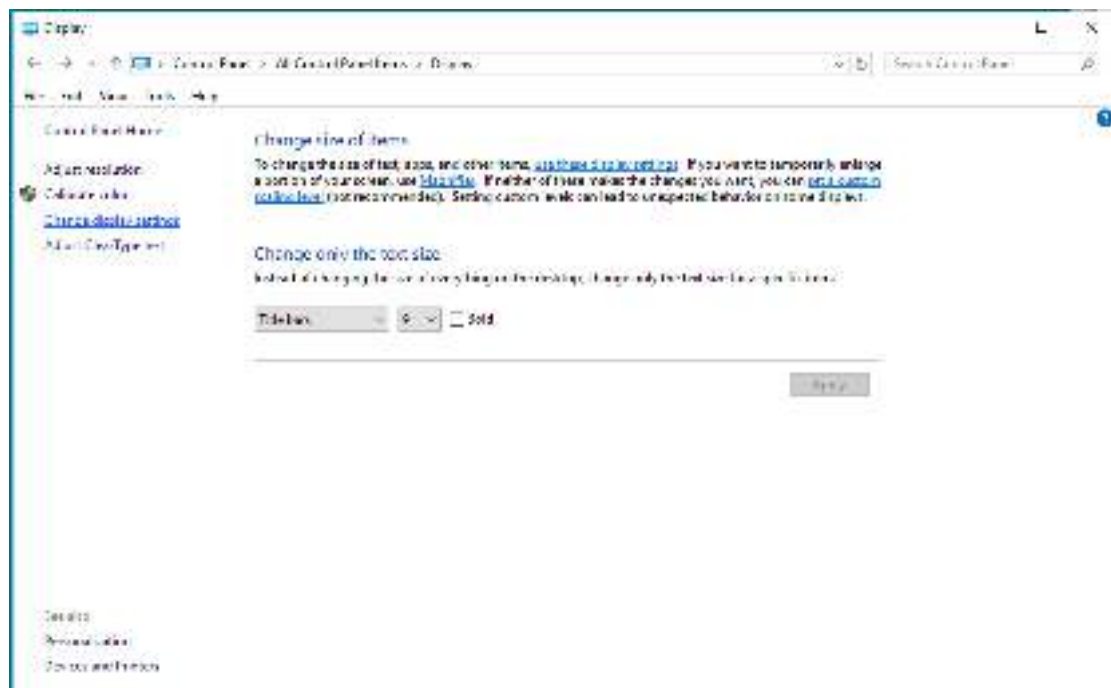 Display
Control Panel > All Control Panel Items > Display
Search Control Panel
File Edit View Tools Help
Control Panel Home
Adjust resolution
Calibrate color
Change display settings
Adjust ClearType text
Change size of items
To change the size of text, apps, and other items, use these display settings. If you want to temporarily enlarge
a portion of your screen, use Magnifier. If neither of these makes the changes you want, you can set a custom
scaling level (not recommended). Setting custom levels can lead to unexpected behavior on some displays.
Change only the text size
Instead of changing the size of everything on the desktop, change only the text size for a specific item.
Title bars 9 Bold
Apply
See also
Personalization
Devices and Printers